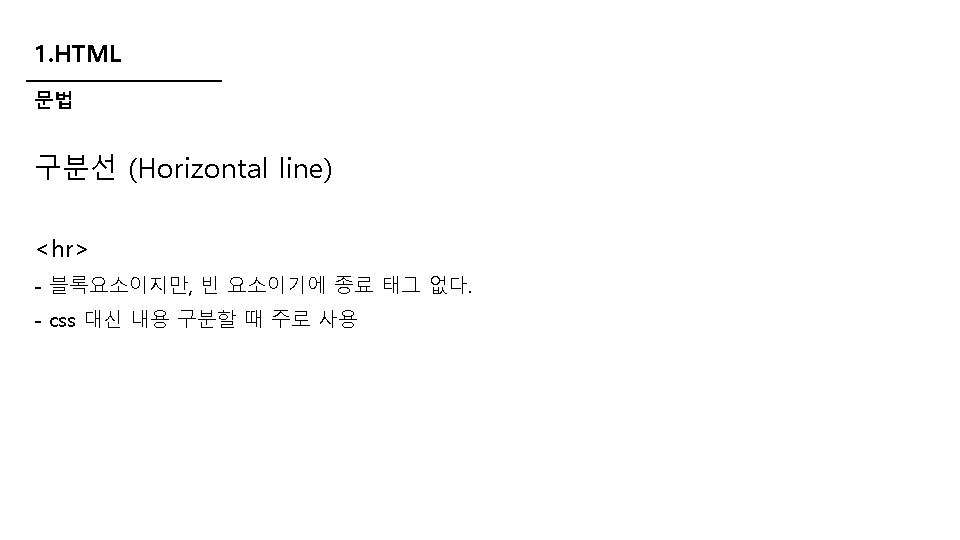 1.HTML
문법
구분선 (Horizontal line)
<hr>
- 블록요소이지만, 빈 요소이기에 종료 태그 없다.
- css 대신 내용 구분할 때 주로 사용